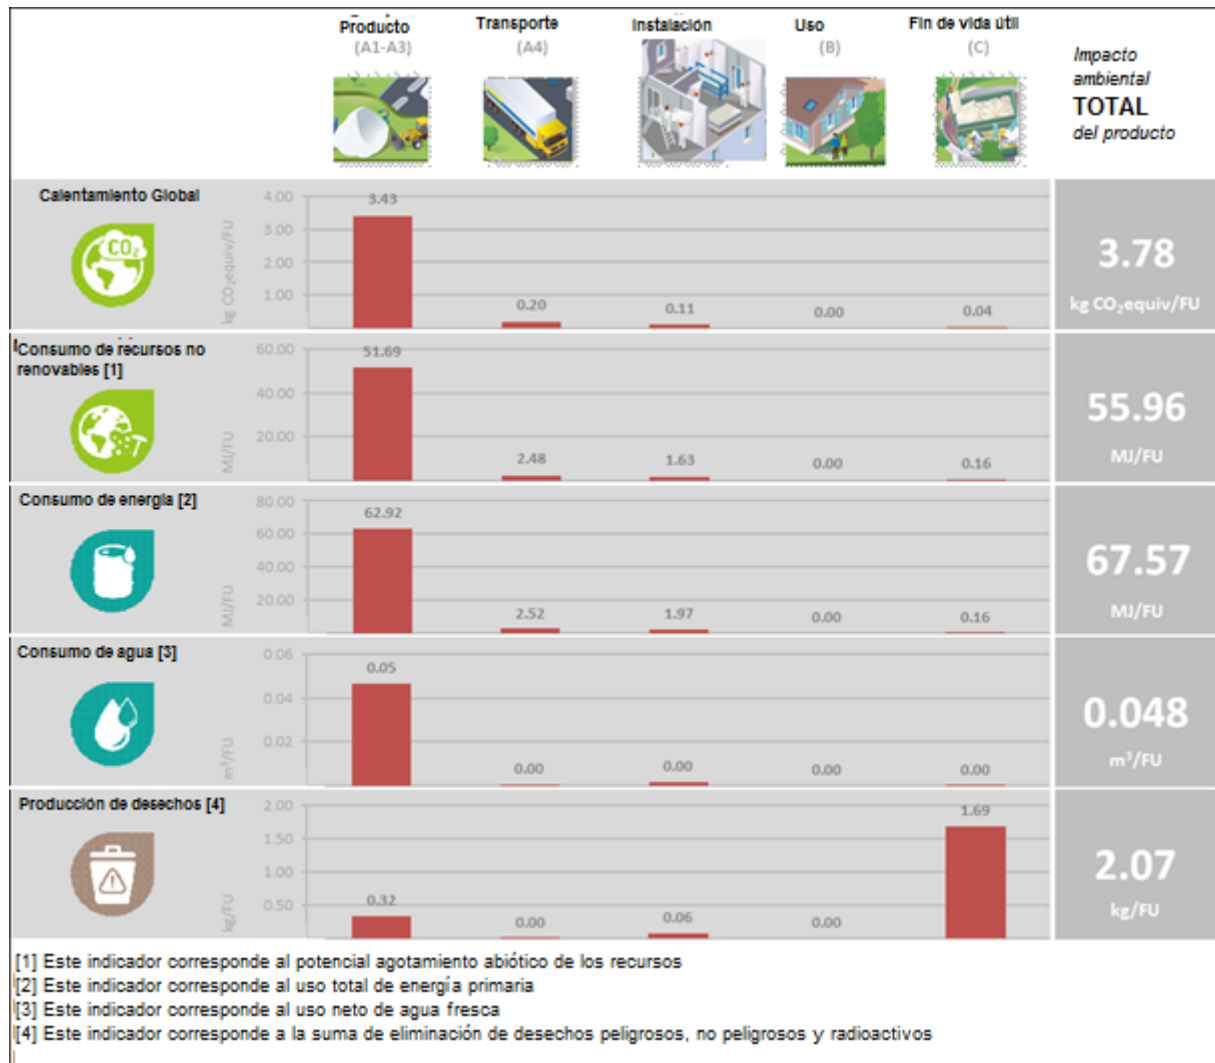 Producto
(A1-A3)
Transporte
(A4)
Instalación
Uso
(B)
Fin de vida útil
(C)
Impacto
ambiental
TOTAL
del producto
Calentamiento Global
CO₂
kg CO₂equiv/FU
4.00
3.00
2.00
1.00
3.43
0.20
0.11
0.00
0.04
3.78
kg CO₂equiv/FU
Consumo de recursos no
renovables [1]
MJ/FU
60.00
40.00
20.00
51.69
2.48
1.63
0.00
0.16
55.96
MJ/FU
Consumo de energía [2]
MJ/FU
80.00
60.00
40.00
20.00
62.92
2.52
1.97
0.00
0.16
67.57
MJ/FU
Consumo de agua [3]
m³/FU
0.06
0.04
0.02
0.05
0.00
0.00
0.00
0.00
0.048
m³/FU
Producción de desechos [4]
kg/FU
2.00
1.50
1.00
0.50
0.32
0.00
0.06
0.00
1.69
2.07
kg/FU
[1] Este indicador corresponde al potencial agotamiento abiótico de los recursos
[2] Este indicador corresponde al uso total de energía primaria
[3] Este indicador corresponde al uso neto de agua fresca
[4] Este indicador corresponde a la suma de eliminación de desechos peligrosos, no peligrosos y radioactivos